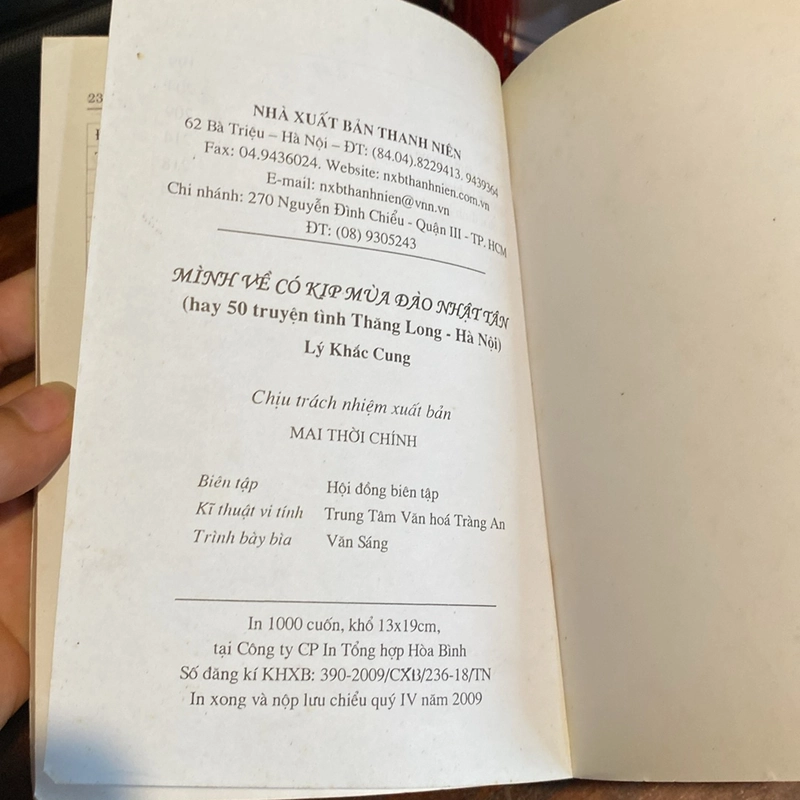 NHÀ XUẤT BẢN THANH NIÊN
62 Bà Triệu – Hà Nội – ĐT: (84.04).8229413. 9439364
Fax: 04.9436024. Website: nxbthanhnien.com.vn
E-mail: nxbthanhnien@vnn.vn
Chi nhánh: 270 Nguyễn Đình Chiểu - Quận III - TP. HCM
ĐT: (08) 9305243
MÌNH VỀ CÓ KỊP MÙA ĐÀO NHẬT TÂN
(hay 50 truyện tình Thăng Long - Hà Nội)
Lý Khắc Cung
Chịu trách nhiệm xuất bản
MAI THỜI CHÍNH
Biên tập Hội đồng biên tập
Kĩ thuật vi tính Trung Tâm Văn hoá Tràng An
Trình bày bìa Văn Sáng
In 1000 cuốn, khổ 13x19cm,
tại Công ty CP In Tổng hợp Hòa Bình
Số đăng kí KHXB: 390-2009/CXB/236-18/TN
In xong và nộp lưu chiểu quý IV năm 2009